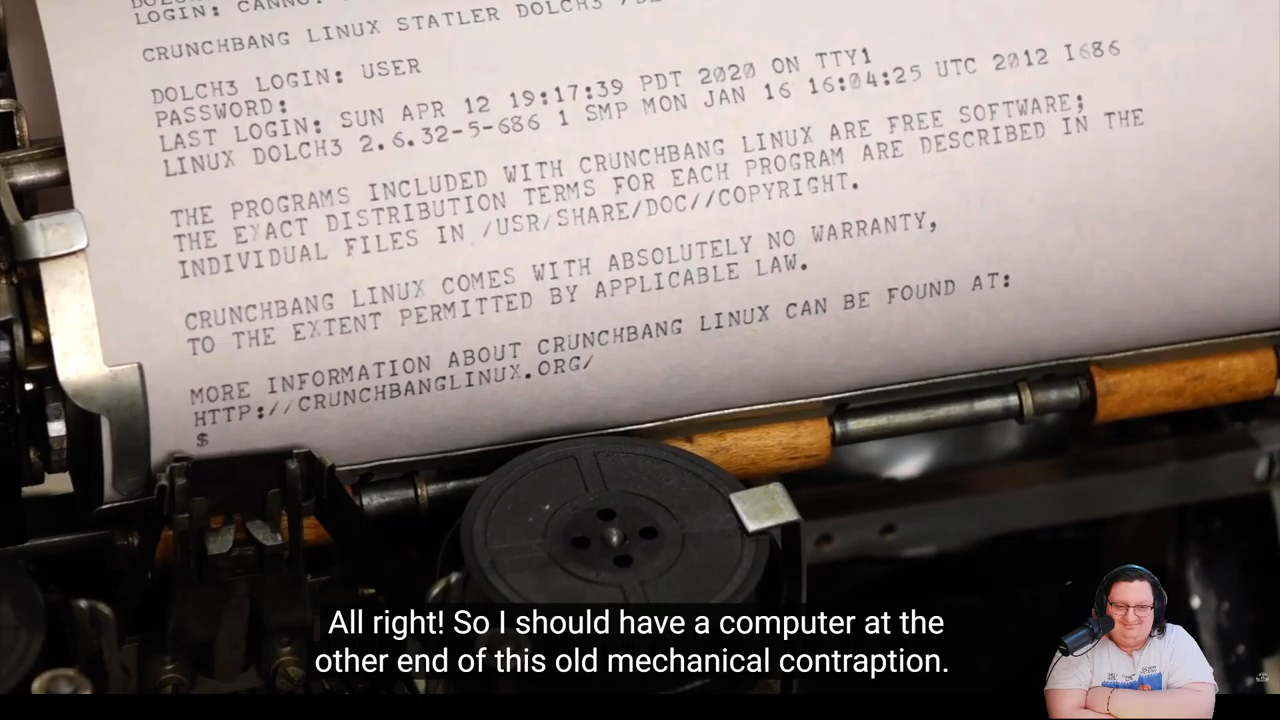 LOGIN:
CRUNCHBANG LINUX STATLER DOLCH3
DOLCH3 LOGIN: USER
PASSWORD:
LAST LOGIN: SUN APR 12 19:17:39 PDT 2020 ON TTY1
LINUX DOLCH3 2.6.32-5-686 1 SMP MON JAN 16 16:04:25 UTC 2012 I686
THE PROGRAMS INCLUDED WITH CRUNCHBANG LINUX ARE FREE SOFTWARE;
THE EXACT DISTRIBUTION TERMS FOR EACH PROGRAM ARE DESCRIBED IN THE
INDIVIDUAL FILES IN /USR/SHARE/DOC//COPYRIGHT.
CRUNCHBANG LINUX COMES WITH ABSOLUTELY NO WARRANTY,
TO THE EXTENT PERMITTED BY APPLICABLE LAW.
MORE INFORMATION ABOUT CRUNCHBANG LINUX CAN BE FOUND AT:
HTTP://CRUNCHBANGLINUX.ORG/
$
All right! So I should have a computer at the
other end of this old mechanical contraption.